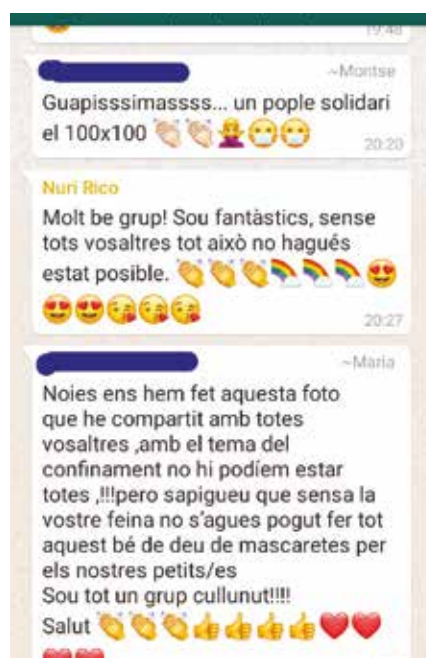 19:48
~Montse
Guapisssimassss... un pople solidari
el 100x100 👏🏻👏🏻🙇‍♀️😷😷
20:20
Nuri Rico
Molt be grup! Sou fantàstics, sense
tots vosaltres tot això no hagués
estat posible. 👏👏👏🌈🌈🌈😍
😍😍😘😘😘
20:27
~Maria
Noies ens hem fet aquesta foto
que he compartit amb totes
vosaltres ,amb el tema del
confinament no hi podíem estar
totes ,!!!pero sapigueu que sensa la
vostre feina no s'agues pogut fer tot
aquest bé de deu de mascaretes per
els nostres petits/es
Sou tot un grup cullunut!!!!
Salut 👏👏👏👍👍👍👍❤️❤️
❤️❤️